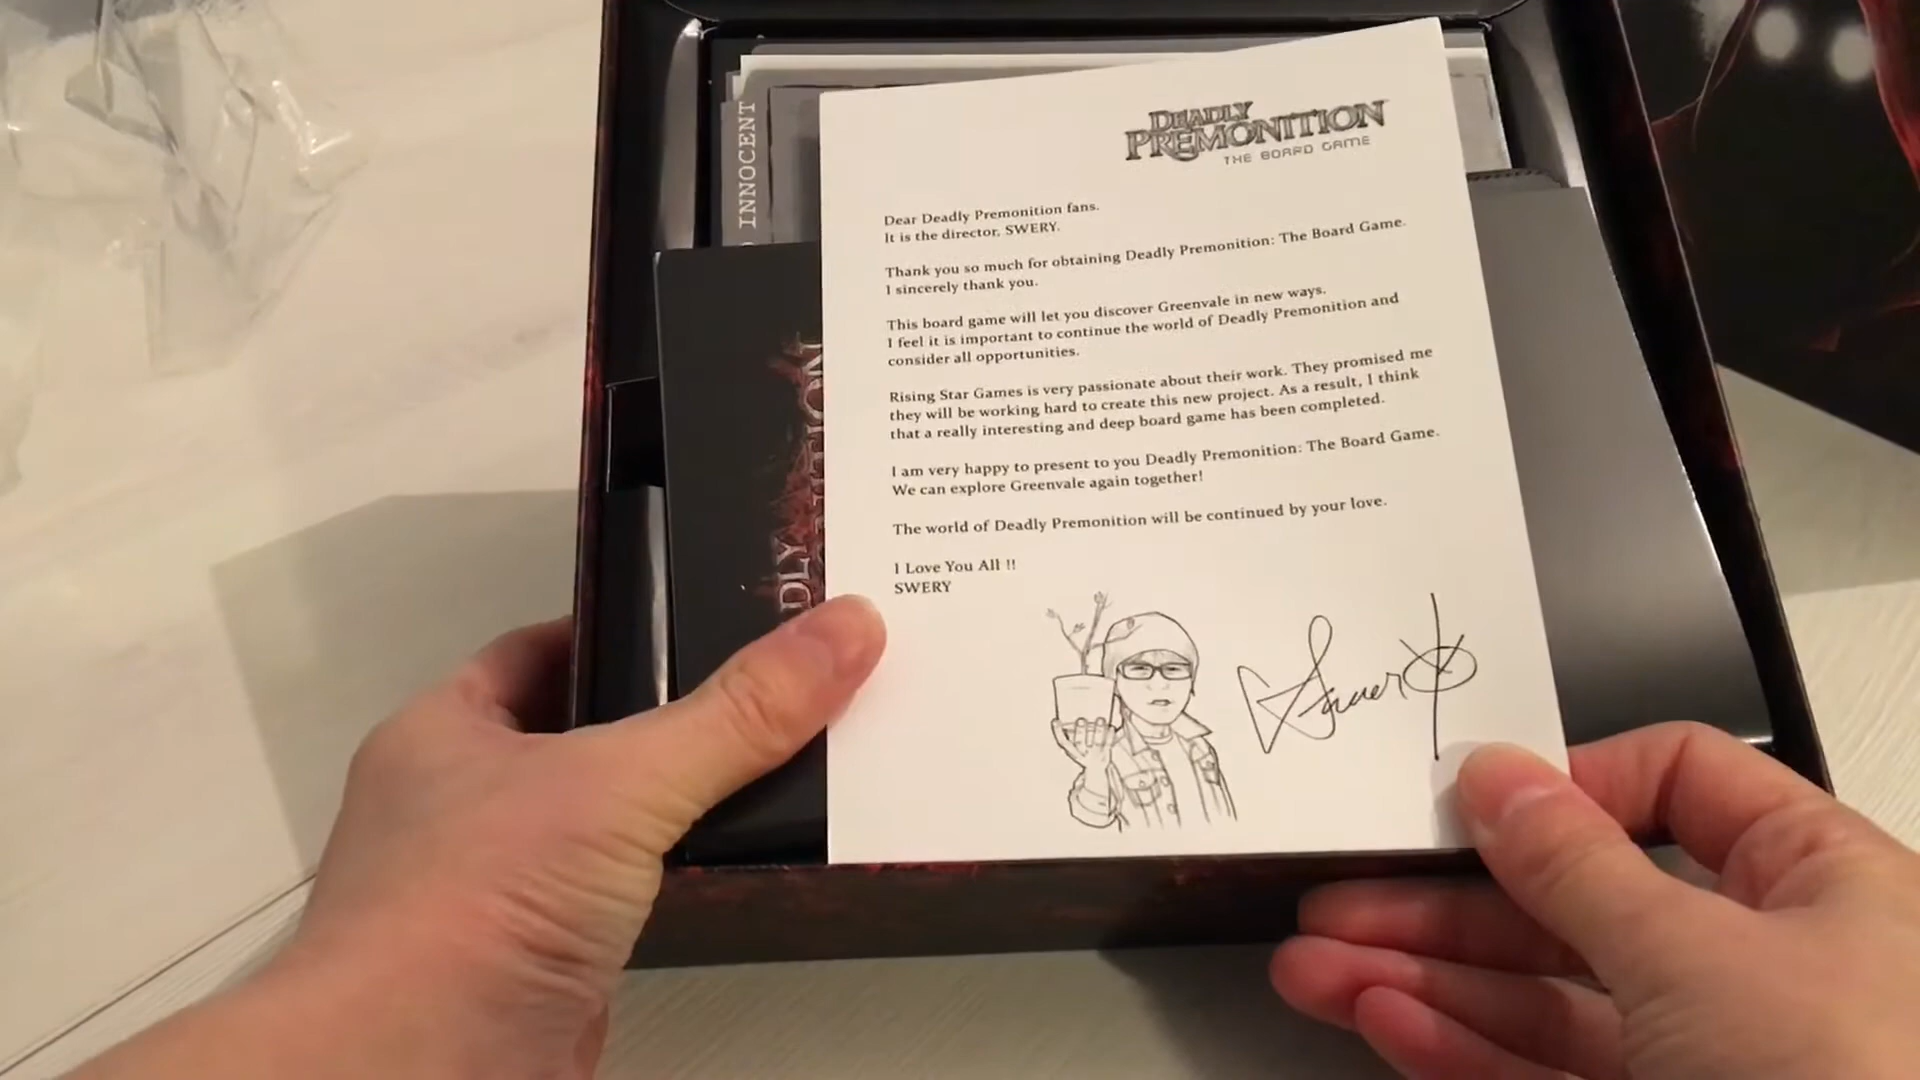 INNOCENT
DEADLY
PREMONITION
THE BOARD GAME
Dear Deadly Premonition fans.
It is the director, SWERY.
Thank you so much for obtaining Deadly Premonition: The Board Game.
I sincerely thank you.
This board game will let you discover Greenvale in new ways.
I feel it is important to continue the world of Deadly Premonition and
consider all opportunities.
Rising Star Games is very passionate about their work. They promised me
they will be working hard to create this new project. As a result, I think
that a really interesting and deep board game has been completed.
I am very happy to present to you Deadly Premonition: The Board Game.
We can explore Greenvale again together!
The world of Deadly Premonition will be continued by your love.
I Love You All !!
SWERY